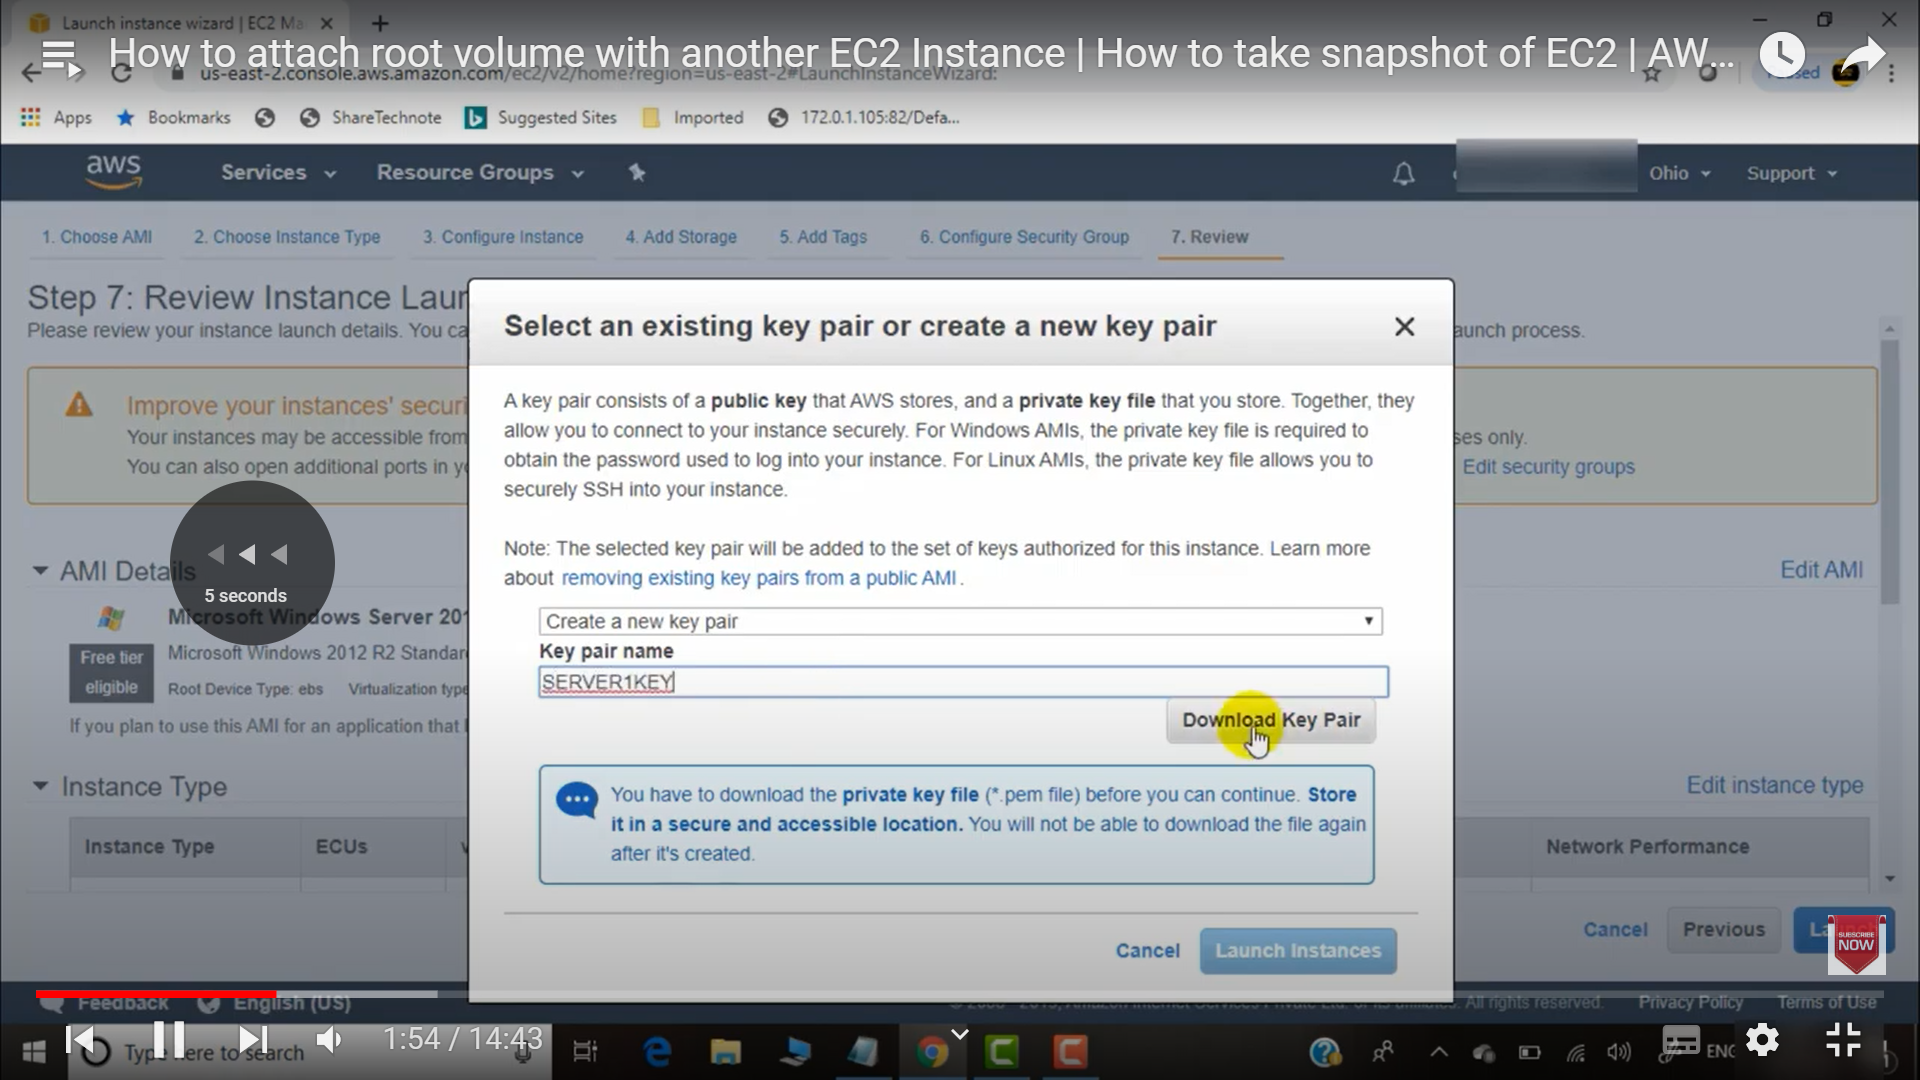 Launch instance wizard | EC2 Ma
How to attach root volume with another EC2 Instance | How to take snapshot of EC2 | AW...
us-east-2.console.aws.amazon.com/ec2/v2/home?region=us-east-2#LaunchInstanceWizard:
Apps Bookmarks ShareTechnote Suggested Sites Imported 172.0.1.105:82/Defa...
aws Services Resource Groups Ohio Support
1. Choose AMI 2. Choose Instance Type 3. Configure Instance 4. Add Storage 5. Add Tags 6. Configure Security Group 7. Review
Step 7: Review Instance Laun
Please review your instance launch details. You ca
aunch process.
Improve your instances' securi
Your instances may be accessible from
ses only.
You can also open additional ports in yo
Edit security groups
Select an existing key pair or create a new key pair
A key pair consists of a public key that AWS stores, and a private key file that you store. Together, they
allow you to connect to your instance securely. For Windows AMIs, the private key file is required to
obtain the password used to log into your instance. For Linux AMIs, the private key file allows you to
securely SSH into your instance.
Note: The selected key pair will be added to the set of keys authorized for this instance. Learn more
about removing existing key pairs from a public AMI .
Create a new key pair
Key pair name
SERVER1KEY
Download Key Pair
You have to download the private key file (*.pem file) before you can continue. Store
it in a secure and accessible location. You will not be able to download the file again
after it's created.
Cancel Launch Instances
5 seconds
AMI Details
Edit AMI
Microsoft Windows Server 201
Free tier
eligible
Microsoft Windows 2012 R2 Standar
Root Device Type: ebs Virtualization type
If you plan to use this AMI for an application that
Instance Type
Edit instance type
Instance Type ECUs
Network Performance
Cancel Previous
SUBSCRIBE
NOW
Feedback English (US)
All rights reserved. Privacy Policy Terms of Use
1:54 / 14:43
Type here to search
ENG